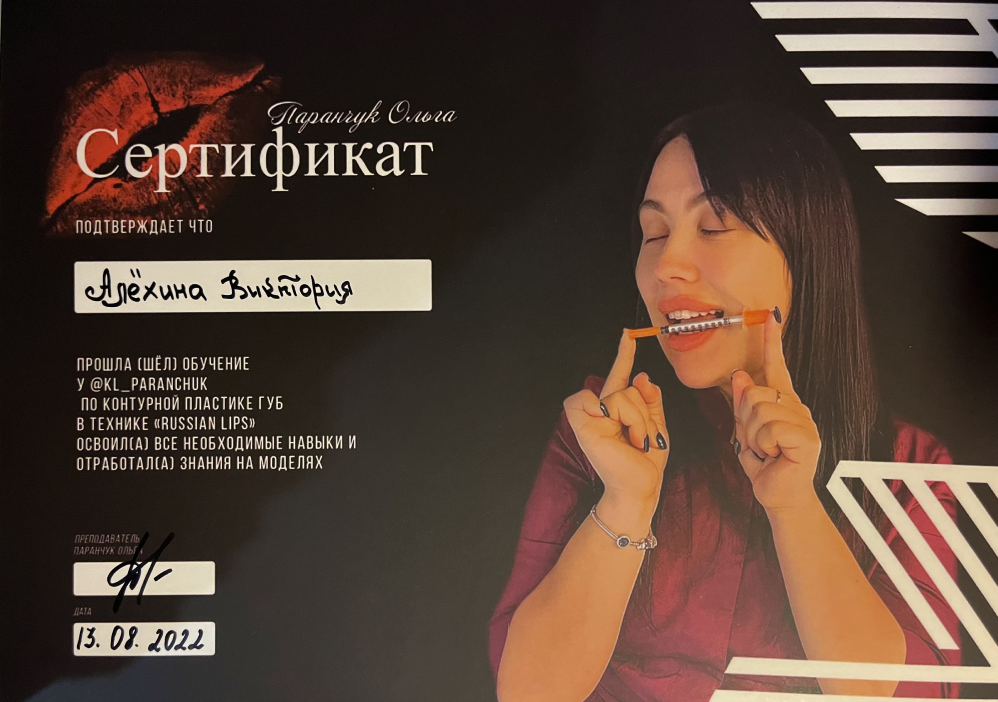 Паранчук Ольга
Сертификат
ПОДТВЕРЖДАЕТ ЧТО
Алёхина Виктория
ПРОШЛА (ШЁЛ) ОБУЧЕНИЕ
У @KL_PARANCHUK
ПО КОНТУРНОЙ ПЛАСТИКЕ ГУБ
В ТЕХНИКЕ «RUSSIAN LIPS»
ОСВОИЛ(А) ВСЕ НЕОБХОДИМЫЕ НАВЫКИ И
ОТРАБОТАЛ(А) ЗНАНИЯ НА МОДЕЛЯХ
ПРЕПОДАВАТЕЛЬ
ПАРАНЧУК ОЛЬГА
ДАТА
13.08.2022